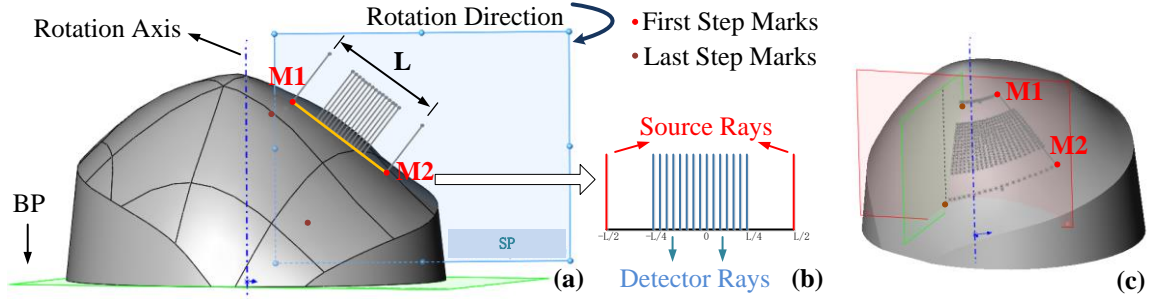 Rotation Direction
Rotation Axis
First Step Marks
Last Step Marks
L
M1
M2
BP
SP
(a)
Source Rays
-L/2
-L/4
0
L/4
L/2
Detector Rays
(b)
M1
M2
(c)